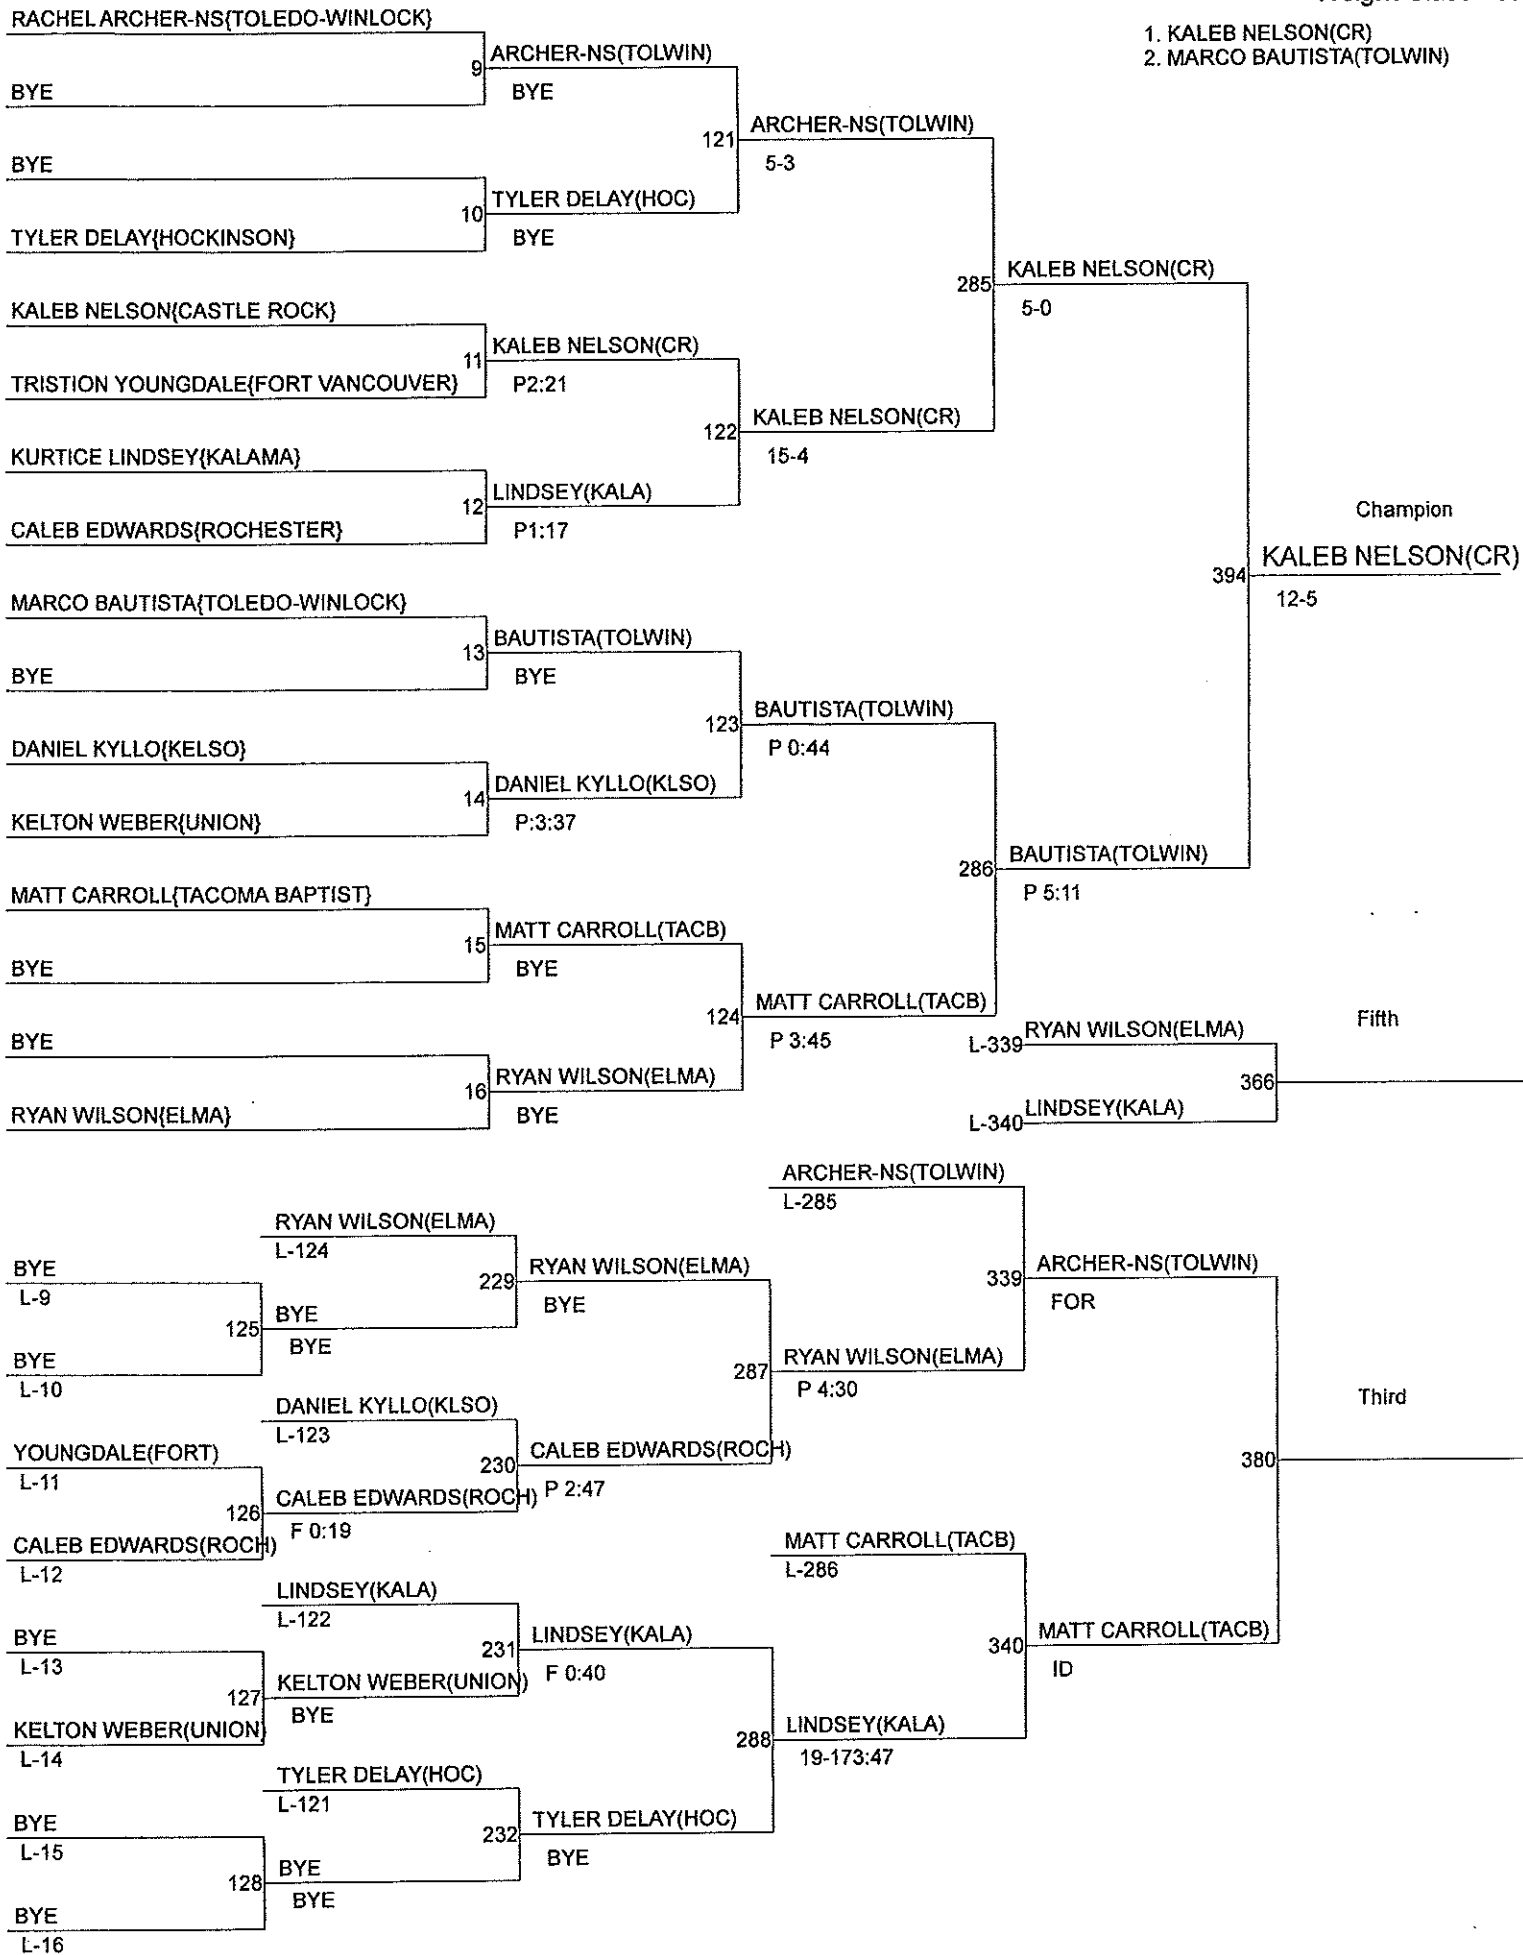 1. KALEB NELSON(CR)
2. MARCO BAUTISTA(TOLWIN)
RACHEL ARCHER-NS{TOLEDO-WINLOCK}
9
ARCHER-NS(TOLWIN)
BYE
BYE
121
ARCHER-NS(TOLWIN)
5-3
BYE
10
TYLER DELAY(HOC)
TYLER DELAY{HOCKINSON}
BYE
285
KALEB NELSON(CR)
5-0
KALEB NELSON{CASTLE ROCK}
11
KALEB NELSON(CR)
TRISTION YOUNGDALE{FORT VANCOUVER}
P2:21
122
KALEB NELSON(CR)
15-4
KURTICE LINDSEY{KALAMA}
12
LINDSEY(KALA)
CALEB EDWARDS{ROCHESTER}
P1:17
Champion
394
KALEB NELSON(CR)
12-5
MARCO BAUTISTA{TOLEDO-WINLOCK}
13
BAUTISTA(TOLWIN)
BYE
BYE
123
BAUTISTA(TOLWIN)
P 0:44
DANIEL KYLLO{KELSO}
14
DANIEL KYLLO(KLSO)
KELTON WEBER{UNION}
P:3:37
286
BAUTISTA(TOLWIN)
P 5:11
MATT CARROLL{TACOMA BAPTIST}
15
MATT CARROLL(TACB)
BYE
BYE
124
MATT CARROLL(TACB)
P 3:45
BYE
16
RYAN WILSON(ELMA)
RYAN WILSON{ELMA}
BYE
Fifth
L-339
RYAN WILSON(ELMA)
366
L-340
LINDSEY(KALA)
ARCHER-NS(TOLWIN)
L-285
RYAN WILSON(ELMA)
L-124
BYE
L-9
229
RYAN WILSON(ELMA)
BYE
339
ARCHER-NS(TOLWIN)
FOR
125
BYE
BYE
BYE
L-10
287
RYAN WILSON(ELMA)
P 4:30
DANIEL KYLLO(KLSO)
L-123
Third
YOUNGDALE(FORT)
L-11
230
CALEB EDWARDS(ROCH)
P 2:47
380
126
CALEB EDWARDS(ROCH)
F 0:19
CALEB EDWARDS(ROCH)
L-12
MATT CARROLL(TACB)
L-286
LINDSEY(KALA)
L-122
BYE
L-13
231
LINDSEY(KALA)
F 0:40
340
MATT CARROLL(TACB)
ID
127
KELTON WEBER(UNION)
BYE
KELTON WEBER(UNION)
L-14
288
LINDSEY(KALA)
19-173:47
TYLER DELAY(HOC)
L-121
BYE
L-15
232
TYLER DELAY(HOC)
BYE
128
BYE
BYE
BYE
L-16